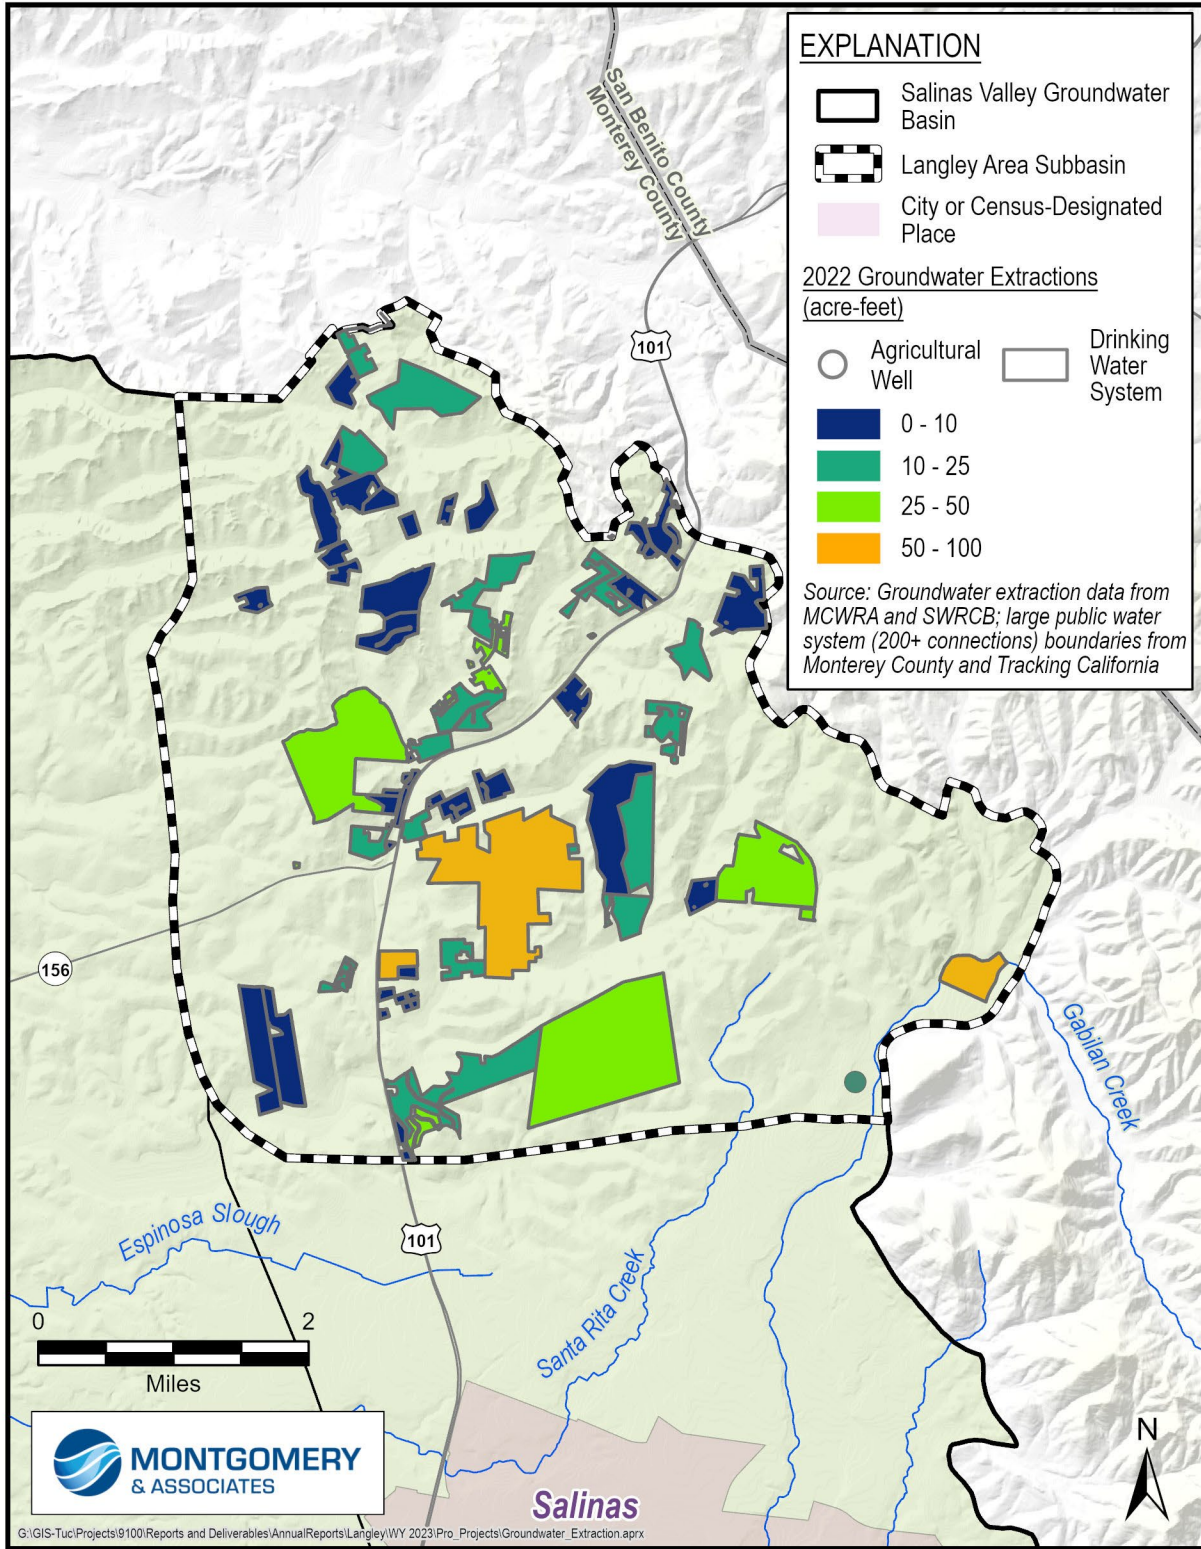 EXPLANATION
Salinas Valley Groundwater
Basin
Langley Area Subbasin
City or Census-Designated
Place
2022 Groundwater Extractions
(acre-feet)
Agricultural
Well
Drinking
Water
System
0 - 10
10 - 25
25 - 50
50 - 100
Source: Groundwater extraction data from
MCWRA and SWRCB; large public water
system (200+ connections) boundaries from
Monterey County and Tracking California
San Benito County
Monterey County
101
156
Gabilan Creek
Espinosa Slough
101
Santa Rita Creek
0 2
Miles
MONTGOMERY
& ASSOCIATES
Salinas
N
G:\GIS-Tuc\Projects\9100\Reports and Deliverables\AnnualReports\Langley\WY 2023\Pro_Projects\Groundwater_Extraction.aprx